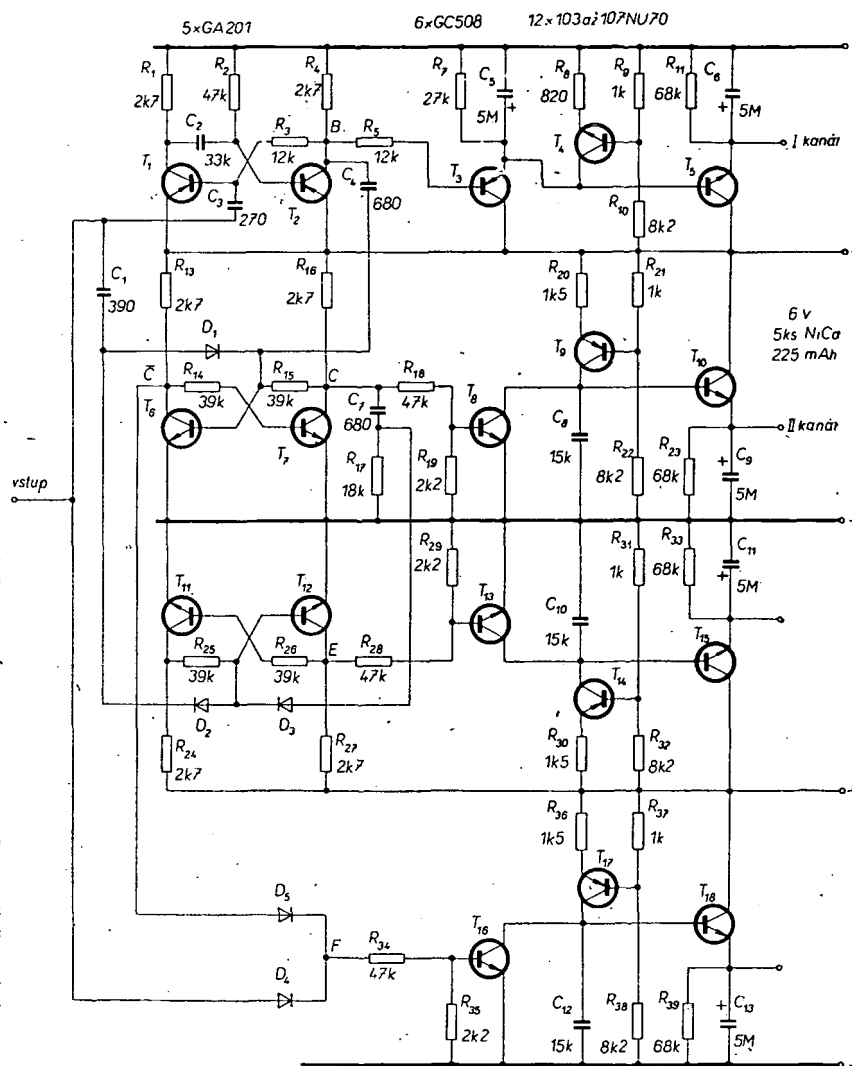 5×GA201 6×GC508 12×103až107NU70
R1 2k7
R2 47k
R4 2k7
R7 27k
C5 5M +
R8 820
R9 1k
R11 68k
C6 + 5M
C2 33k
R3 12k
B
R5 12k
T4
I kanál
T1
C3 270
T2
C4 680
T3
T5
R10 8k2
C1 390
R13 2k7
R16 2k7
R20 1k5
R21 1k
6 v
5ks NiCd
225 mAh
D1
T9
T10
C̄
R14 39k
R15 39k
C
R18 47k
T6
T7
C7 680
T8
C8 15k
II kanál
R17 18k
R19 2k2
R22 8k2
R23 68k
+ C9 5M
vstup
R29 2k2
R31 1k
R33 68k
C11 + 5M
T11
T12
T13
C10 15k
T15
R25 39k
R26 39k
E
R28 47k
T14
D2
D3
R24 2k7
R27 2k7
R30 1k5
R32 8k2
R36 1k5
R37 1k
T17
T18
D5
F
R34 47k
T16
D4
R35 2k2
C12 15k
R38 8k2
R39 68k
+ C13 5M